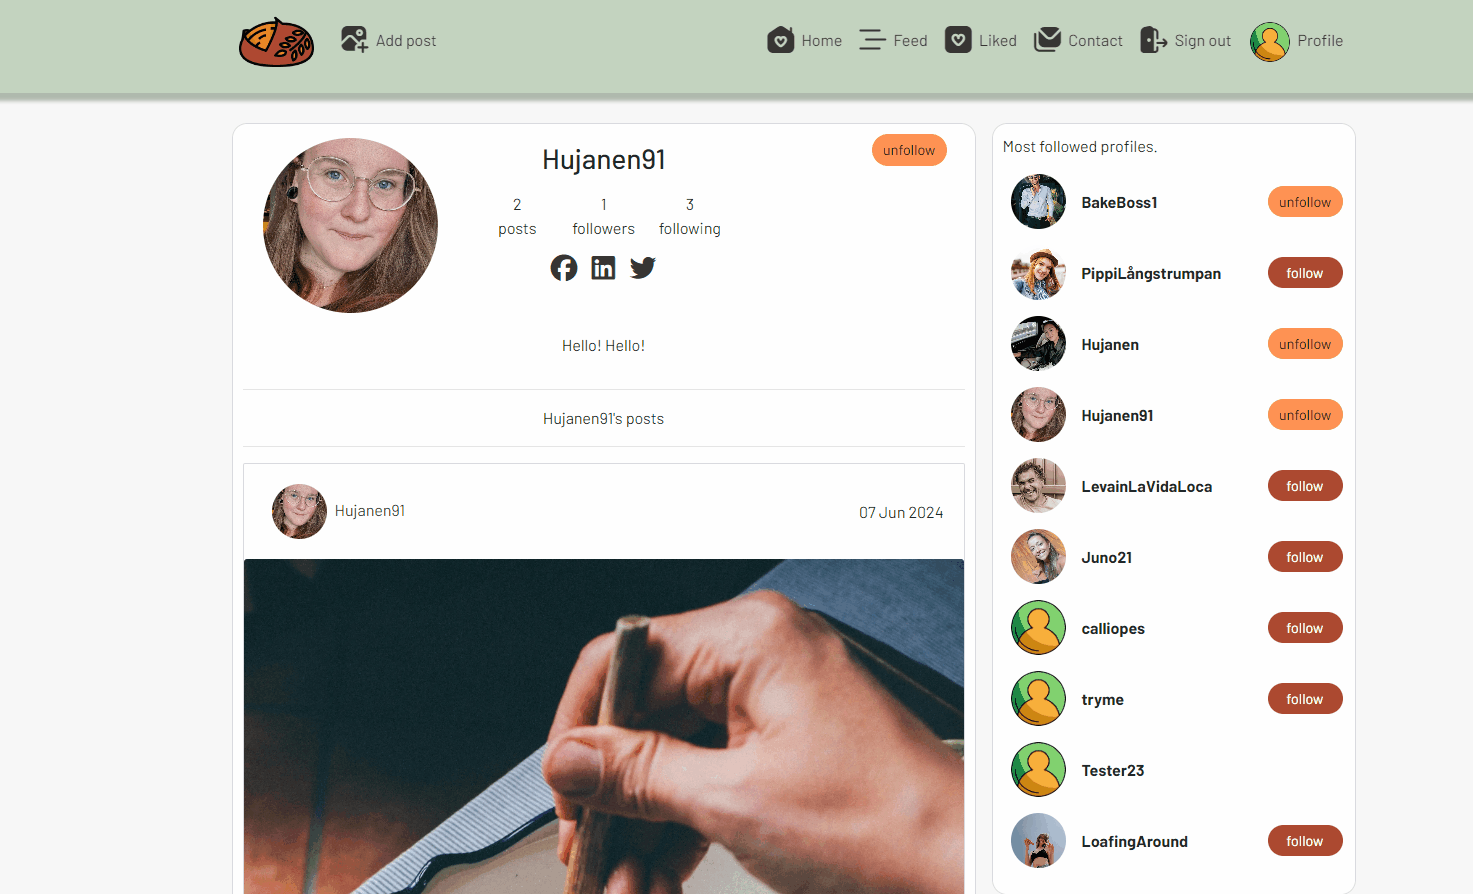 Add post
Home
Feed
Liked
Contact
Sign out
Profile
Hujanen91
unfollow
2 posts
1 followers
3 following
Hello! Hello!
Hujanen91's posts
Hujanen91
07 Jun 2024
Most followed profiles.
BakeBoss1
unfollow
PippiLångstrumpan
follow
Hujanen
unfollow
Hujanen91
unfollow
LevainLaVidaLoca
follow
Juno21
follow
calliopes
follow
tryme
follow
Tester23
LoafingAround
follow